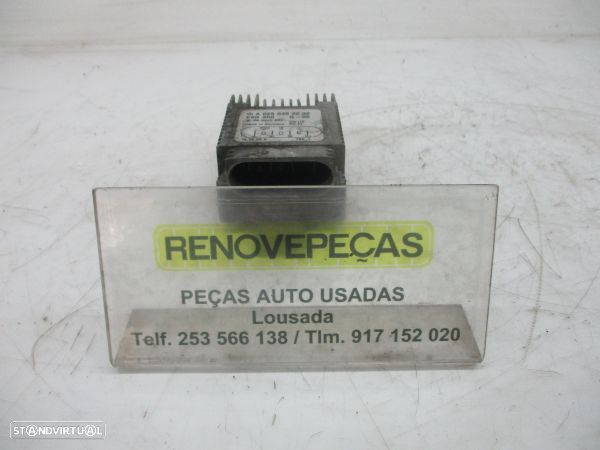 RENOVEPEÇAS
PEÇAS AUTO USADAS
Lousada
Telf. 253 566 138 / Tlm. 917 152 020
STANDVIRTUAL